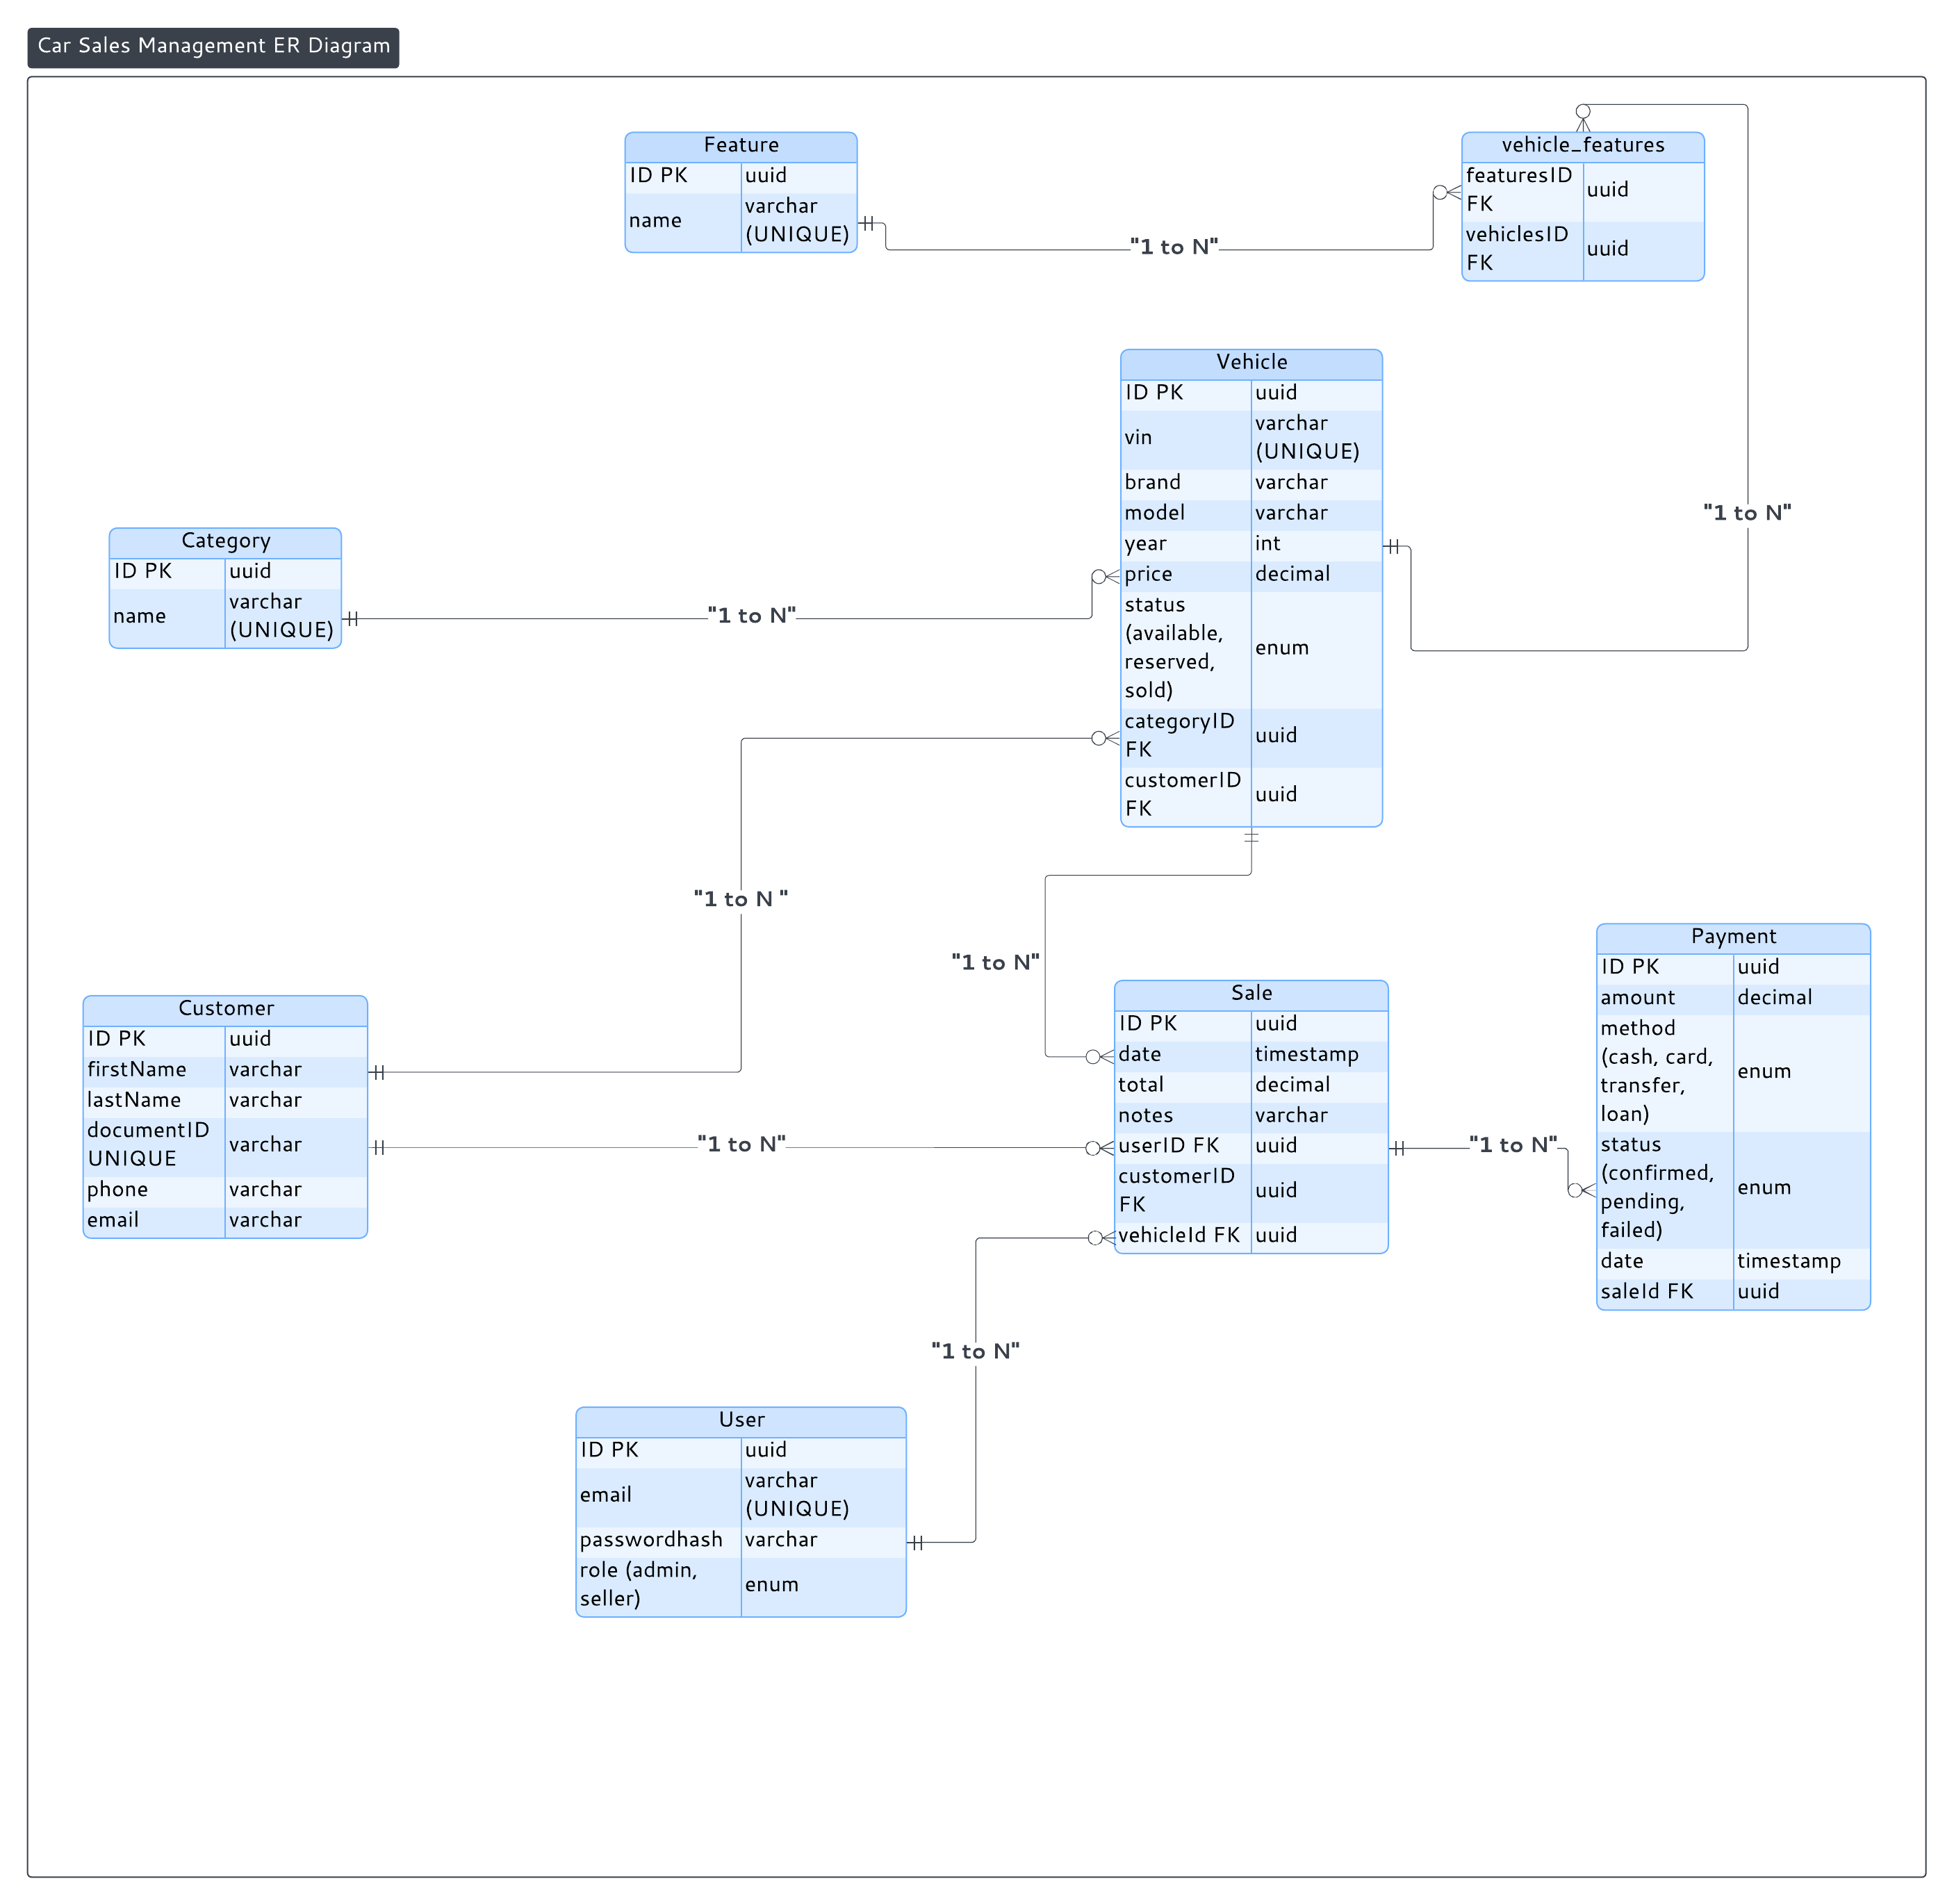 Car Sales Management ER Diagram
Feature
ID PK uuid
name varchar
(UNIQUE)
"1 to N"
vehicle_features
featuresID
FK uuid
vehiclesID
FK uuid
"1 to N"
Vehicle
ID PK uuid
vin varchar
(UNIQUE)
brand varchar
model varchar
year int
price decimal
status
(available,
reserved,
sold) enum
categoryID
FK uuid
customerID
FK uuid
Category
ID PK uuid
name varchar
(UNIQUE)
"1 to N"
"1 to N "
"1 to N"
Customer
ID PK uuid
firstName varchar
lastName varchar
documentID
UNIQUE varchar
phone varchar
email varchar
"1 to N"
Sale
ID PK uuid
date timestamp
total decimal
notes varchar
userID FK uuid
customerID
FK uuid
vehicleId FK uuid
"1 to N"
Payment
ID PK uuid
amount decimal
method
(cash, card,
transfer,
loan) enum
status
(confirmed,
pending,
failed) enum
date timestamp
saleId FK uuid
"1 to N"
User
ID PK uuid
email varchar
(UNIQUE)
passwordhash varchar
role (admin,
seller) enum